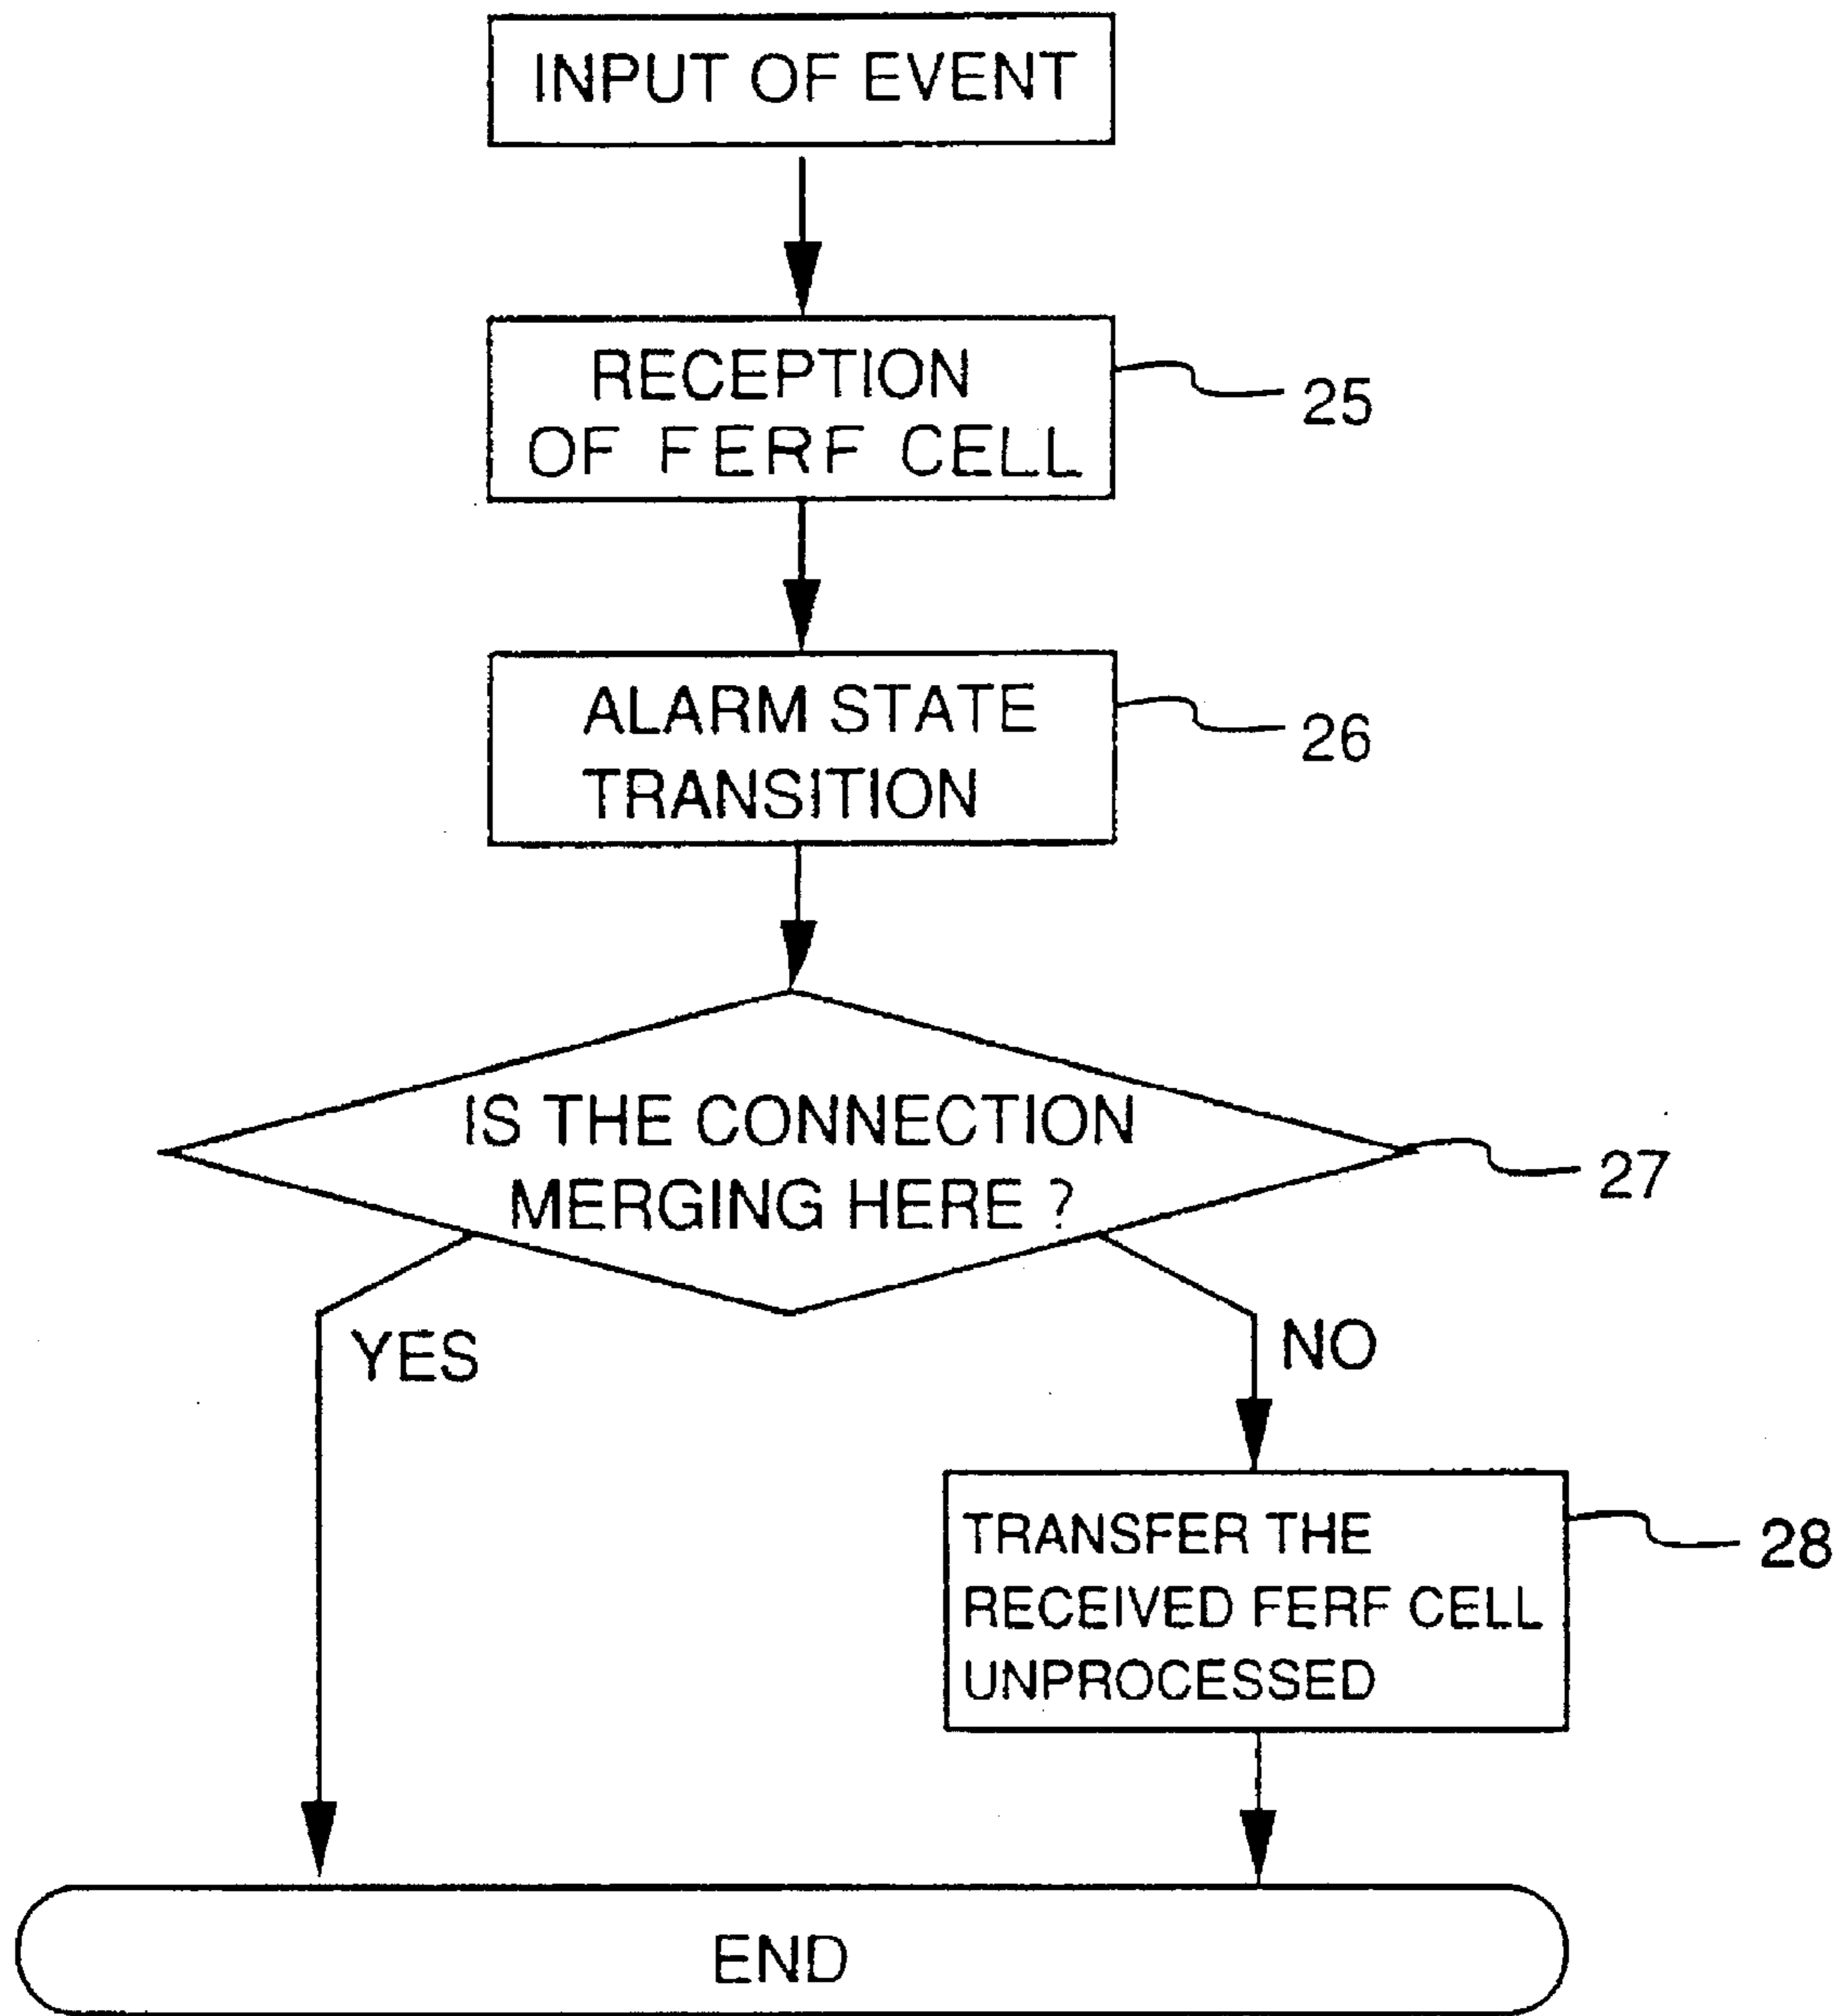 INPUT OF EVENT
RECEPTION
OF FERF CELL
25
ALARM STATE
TRANSITION
26
IS THE CONNECTION
MERGING HERE ?
27
YES
NO
TRANSFER THE
RECEIVED FERF CELL
UNPROCESSED
28
END